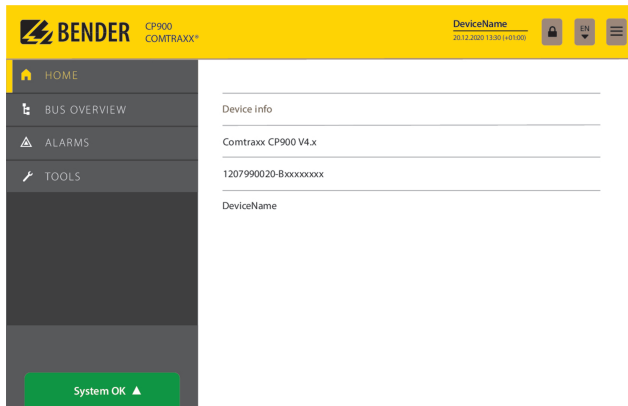 BENDER
CP900
COMTRAXX®
DeviceName
20.12.2020 13:30 (+01:00)
EN
HOME
BUS OVERVIEW
ALARMS
TOOLS
Device info
Comtraxx CP900 V4.x
1207990020-Bxxxxxxxx
DeviceName
System OK